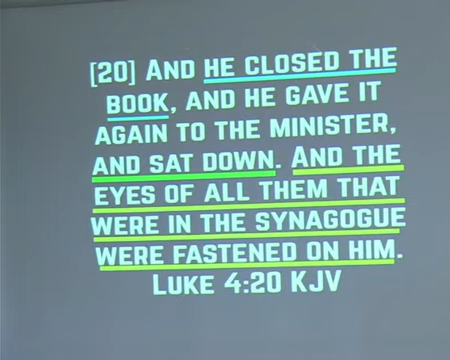 [20] AND HE CLOSED THE
BOOK, AND HE GAVE IT
AGAIN TO THE MINISTER,
AND SAT DOWN. AND THE
EYES OF ALL THEM THAT
WERE IN THE SYNAGOGUE
WERE FASTENED ON HIM.
LUKE 4:20 KJV